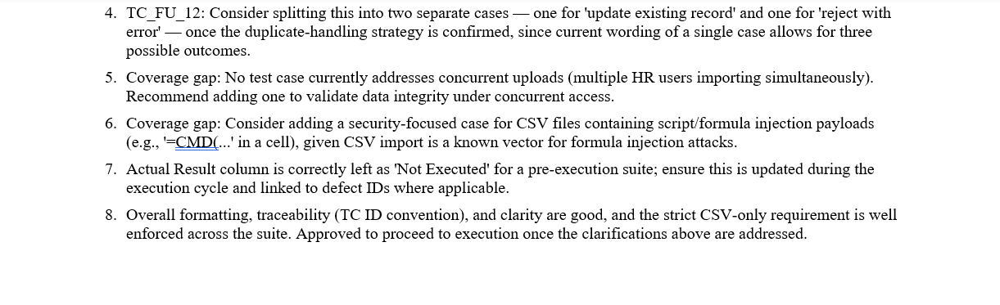 4. TC_FU_12: Consider splitting this into two separate cases — one for 'update existing record' and one for 'reject with
error' — once the duplicate-handling strategy is confirmed, since current wording of a single case allows for three
possible outcomes.
5. Coverage gap: No test case currently addresses concurrent uploads (multiple HR users importing simultaneously).
Recommend adding one to validate data integrity under concurrent access.
6. Coverage gap: Consider adding a security-focused case for CSV files containing script/formula injection payloads
(e.g., '=CMD(...' in a cell), given CSV import is a known vector for formula injection attacks.
7. Actual Result column is correctly left as 'Not Executed' for a pre-execution suite; ensure this is updated during the
execution cycle and linked to defect IDs where applicable.
8. Overall formatting, traceability (TC ID convention), and clarity are good, and the strict CSV-only requirement is well
enforced across the suite. Approved to proceed to execution once the clarifications above are addressed.